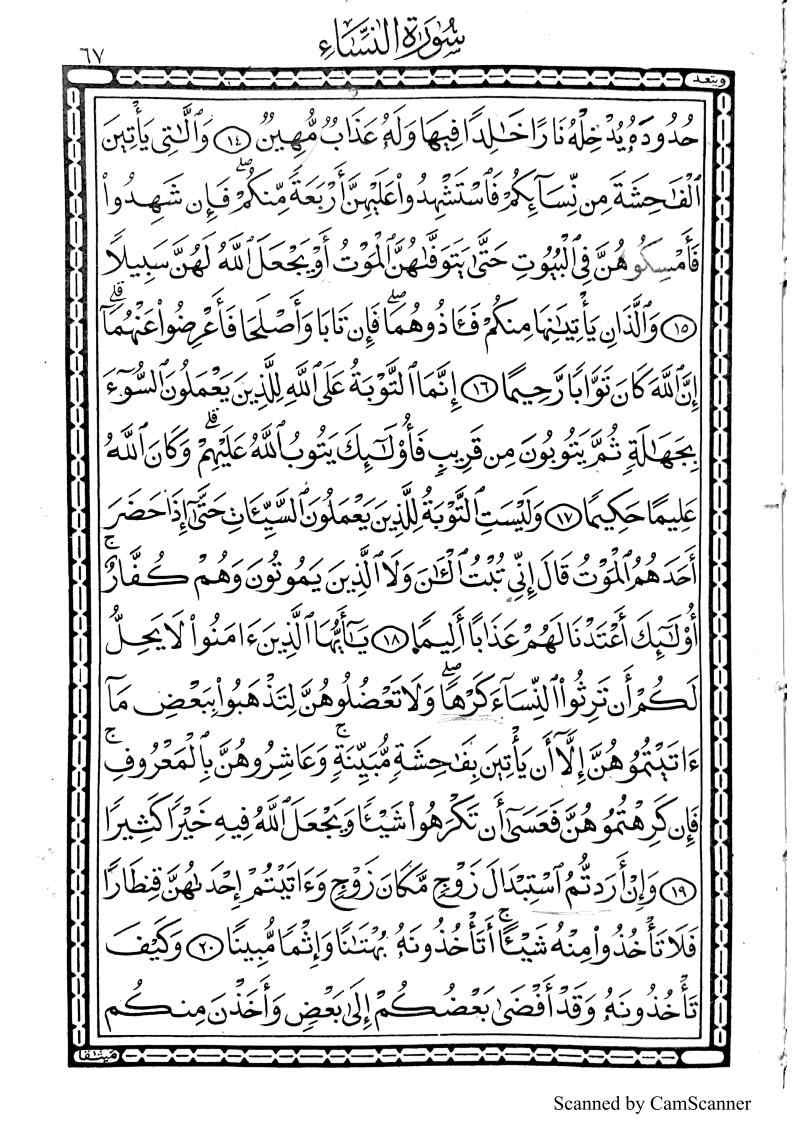 سُورَةُ النِّسَاءِ
٦٧
ويتعد
حُدُودَهُ يُدْخِلْهُ نَارًا خَٰلِدًا فِيهَا وَلَهُ عَذَابٌ مُّهِينٌ ١٤ وَٱلَّٰتِى يَأْتِينَ
ٱلْفَٰحِشَةَ مِن نِّسَآئِكُمْ فَٱسْتَشْهِدُوا۟ عَلَيْهِنَّ أَرْبَعَةً مِّنكُمْ ۖ فَإِن شَهِدُوا۟
فَأَمْسِكُوهُنَّ فِى ٱلْبُيُوتِ حَتَّىٰ يَتَوَفَّىٰهُنَّ ٱلْمَوْتُ أَوْ يَجْعَلَ ٱللَّهُ لَهُنَّ سَبِيلًا
١٥ وَٱلَّذَانِ يَأْتِيَٰنِهَا مِنكُمْ فَـَٔاذُوهُمَا ۖ فَإِن تَابَا وَأَصْلَحَا فَأَعْرِضُوا۟ عَنْهُمَآ ۗ
إِنَّ ٱللَّهَ كَانَ تَوَّابًا رَّحِيمًا ١٦ إِنَّمَا ٱلتَّوْبَةُ عَلَى ٱللَّهِ لِلَّذِينَ يَعْمَلُونَ ٱلسُّوٓءَ
بِجَهَٰلَةٍ ثُمَّ يَتُوبُونَ مِن قَرِيبٍ فَأُو۟لَٰٓئِكَ يَتُوبُ ٱللَّهُ عَلَيْهِمْ ۗ وَكَانَ ٱللَّهُ
عَلِيمًا حَكِيمًا ١٧ وَلَيْسَتِ ٱلتَّوْبَةُ لِلَّذِينَ يَعْمَلُونَ ٱلسَّيِّـَٔاتِ حَتَّىٰٓ إِذَا حَضَرَ
أَحَدَهُمُ ٱلْمَوْتُ قَالَ إِنِّى تُبْتُ ٱلْـَٰٔنَ وَلَا ٱلَّذِينَ يَمُوتُونَ وَهُمْ كُفَّارٌ ۚ
أُو۟لَٰٓئِكَ أَعْتَدْنَا لَهُمْ عَذَابًا أَلِيمًا ١٨ يَٰٓأَيُّهَا ٱلَّذِينَ ءَامَنُوا۟ لَا يَحِلُّ
لَكُمْ أَن تَرِثُوا۟ ٱلنِّسَآءَ كَرْهًا ۖ وَلَا تَعْضُلُوهُنَّ لِتَذْهَبُوا۟ بِبَعْضِ مَآ
ءَاتَيْتُمُوهُنَّ إِلَّآ أَن يَأْتِينَ بِفَٰحِشَةٍ مُّبَيِّنَةٍ ۚ وَعَاشِرُوهُنَّ بِٱلْمَعْرُوفِ ۚ
فَإِن كَرِهْتُمُوهُنَّ فَعَسَىٰٓ أَن تَكْرَهُوا۟ شَيْـًٔا وَيَجْعَلَ ٱللَّهُ فِيهِ خَيْرًا كَثِيرًا
١٩ وَإِنْ أَرَدتُّمُ ٱسْتِبْدَالَ زَوْجٍ مَّكَانَ زَوْجٍ وَءَاتَيْتُمْ إِحْدَىٰهُنَّ قِنطَارًا
فَلَا تَأْخُذُوا۟ مِنْهُ شَيْـًٔا ۚ أَتَأْخُذُونَهُۥ بُهْتَٰنًا وَإِثْمًا مُّبِينًا ٢٠ وَكَيْفَ
تَأْخُذُونَهُۥ وَقَدْ أَفْضَىٰ بَعْضُكُمْ إِلَىٰ بَعْضٍ وَأَخَذْنَ مِنكُم
ميثقا
Scanned by CamScanner